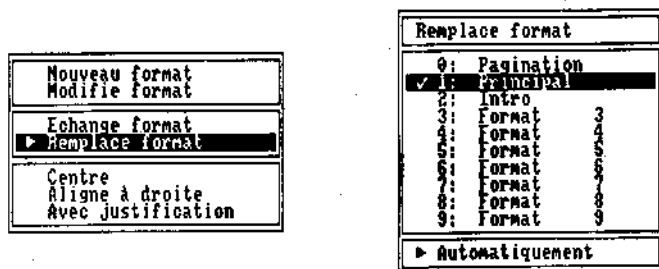 Nouveau format
Modifie format
Echange format
▶ Remplace format
Centre
Aligne à droite
Avec justification
Remplace format
0: Pagination
✓ 1: Principal
2: Intro
3: Format 3
4: Format 4
5: Format 5
6: Format 6
7: Format 7
8: Format 8
9: Format 9
▶ Automatiquement